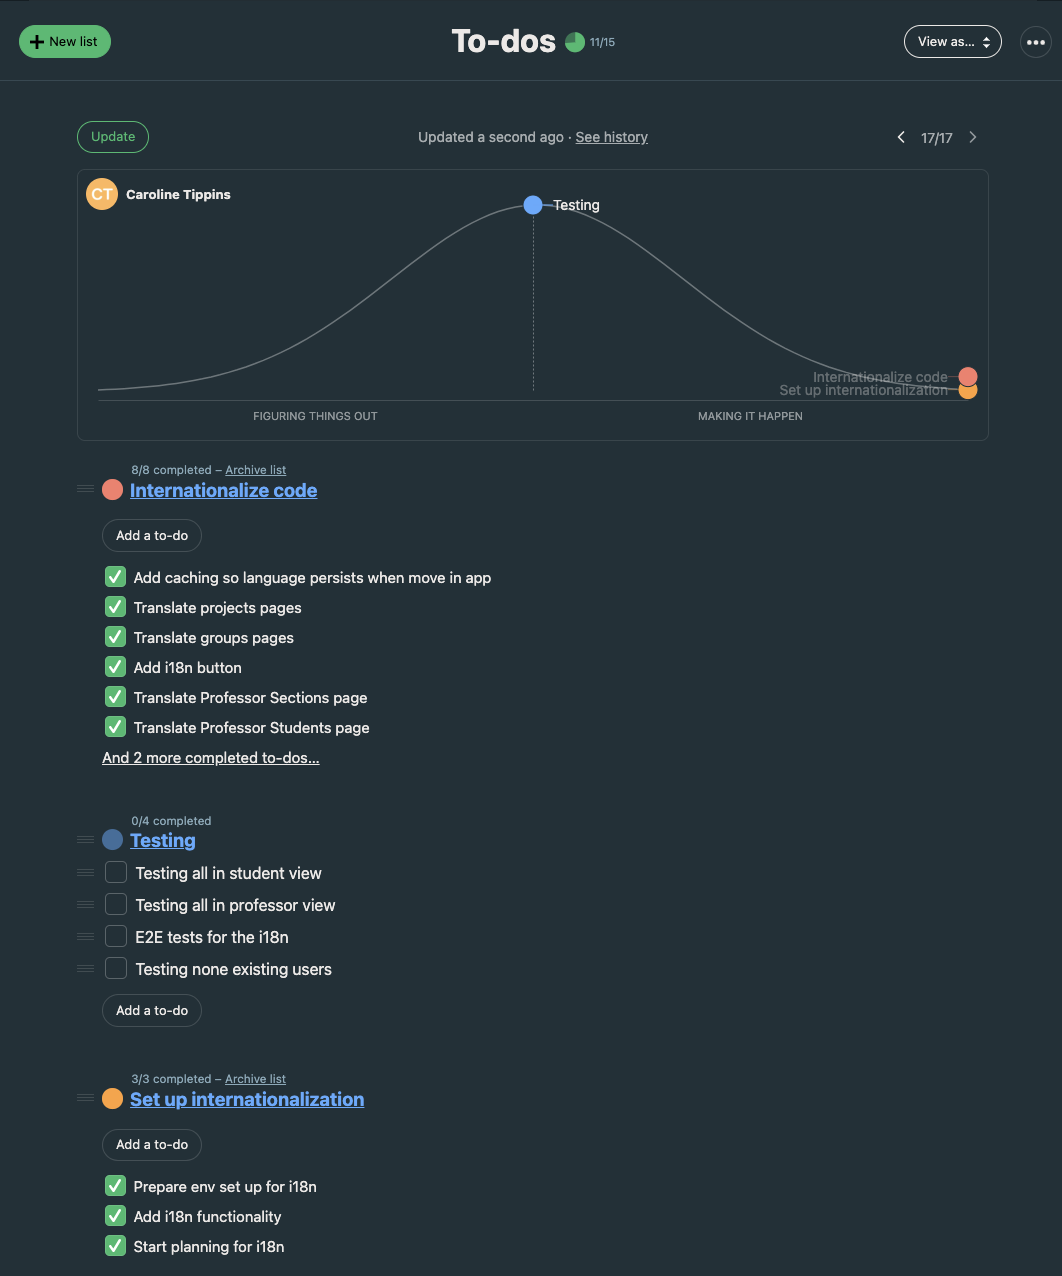 New list
To-dos
11/15
View as...
Update
Updated a second ago · See history
17/17
CT
Caroline Tippins
Testing
Internationalize code
Set up internationalization
FIGURING THINGS OUT
MAKING IT HAPPEN
8/8 completed – Archive list
Internationalize code
Add a to-do
Add caching so language persists when move in app
Translate projects pages
Translate groups pages
Add i18n button
Translate Professor Sections page
Translate Professor Students page
And 2 more completed to-dos...
0/4 completed
Testing
Testing all in student view
Testing all in professor view
E2E tests for the i18n
Testing none existing users
Add a to-do
3/3 completed – Archive list
Set up internationalization
Add a to-do
Prepare env set up for i18n
Add i18n functionality
Start planning for i18n